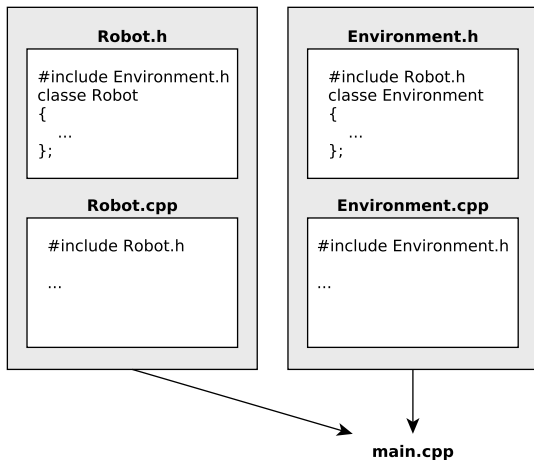 Robot.h
#include Environment.h
classe Robot
{
...
};
Robot.cpp
#include Robot.h
...
Environment.h
#include Robot.h
classe Environment
{
...
};
Environment.cpp
#include Environment.h
...
main.cpp